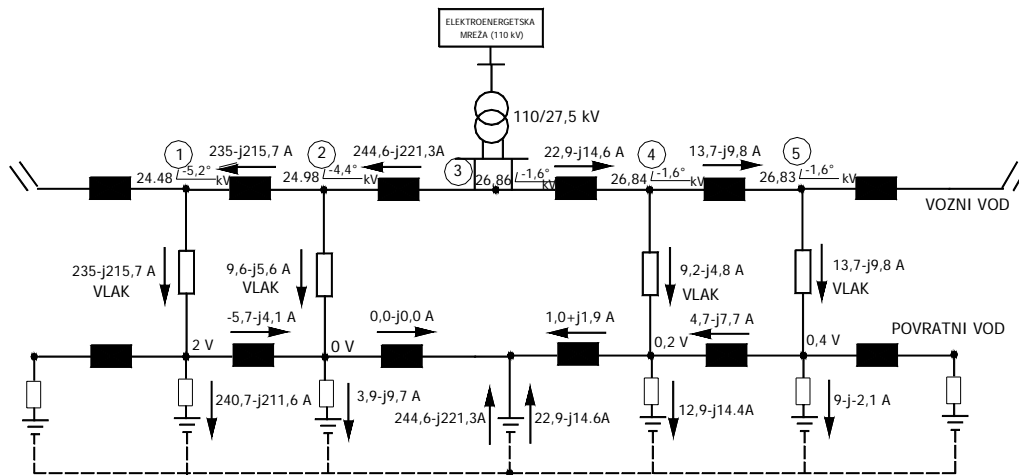 ELEKTROENERGETSKA
MREŽA (110 kV)
110/27,5 kV
1
235-j215,7 A
2
244,6-j221,3A
3
22,9-j14,6A
4
13,7-j9,8 A
5
24.48 -5,2° kV
24.98 -4,4° kV
26,86 -1,6° kV
26,84 -1,6° kV
26,83 -1,6° kV
VOZNI VOD
235-j215,7 A
VLAK
9,6-j5,6 A
VLAK
9,2-j4,8 A
VLAK
13,7-j9,8 A
VLAK
-5,7-j4,1 A
0,0-j0,0 A
1,0+j1,9 A
4,7-j7,7 A
POVRATNI VOD
2 V
0 V
0,2 V
0,4 V
240,7-j211,6 A
3,9-j9,7 A
244,6-j221,3A
22,9-j14.6A
12,9-j14.4A
9-j-2,1 A